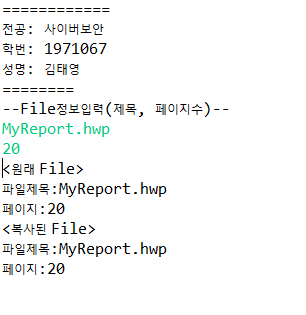 ============
전공: 사이버보안
학번: 1971067
성명: 김태영
========
--File정보입력(제목, 페이지수)--
MyReport.hwp
20
<원래 File>
파일제목:MyReport.hwp
페이지:20
<복사된 File>
파일제목:MyReport.hwp
페이지:20